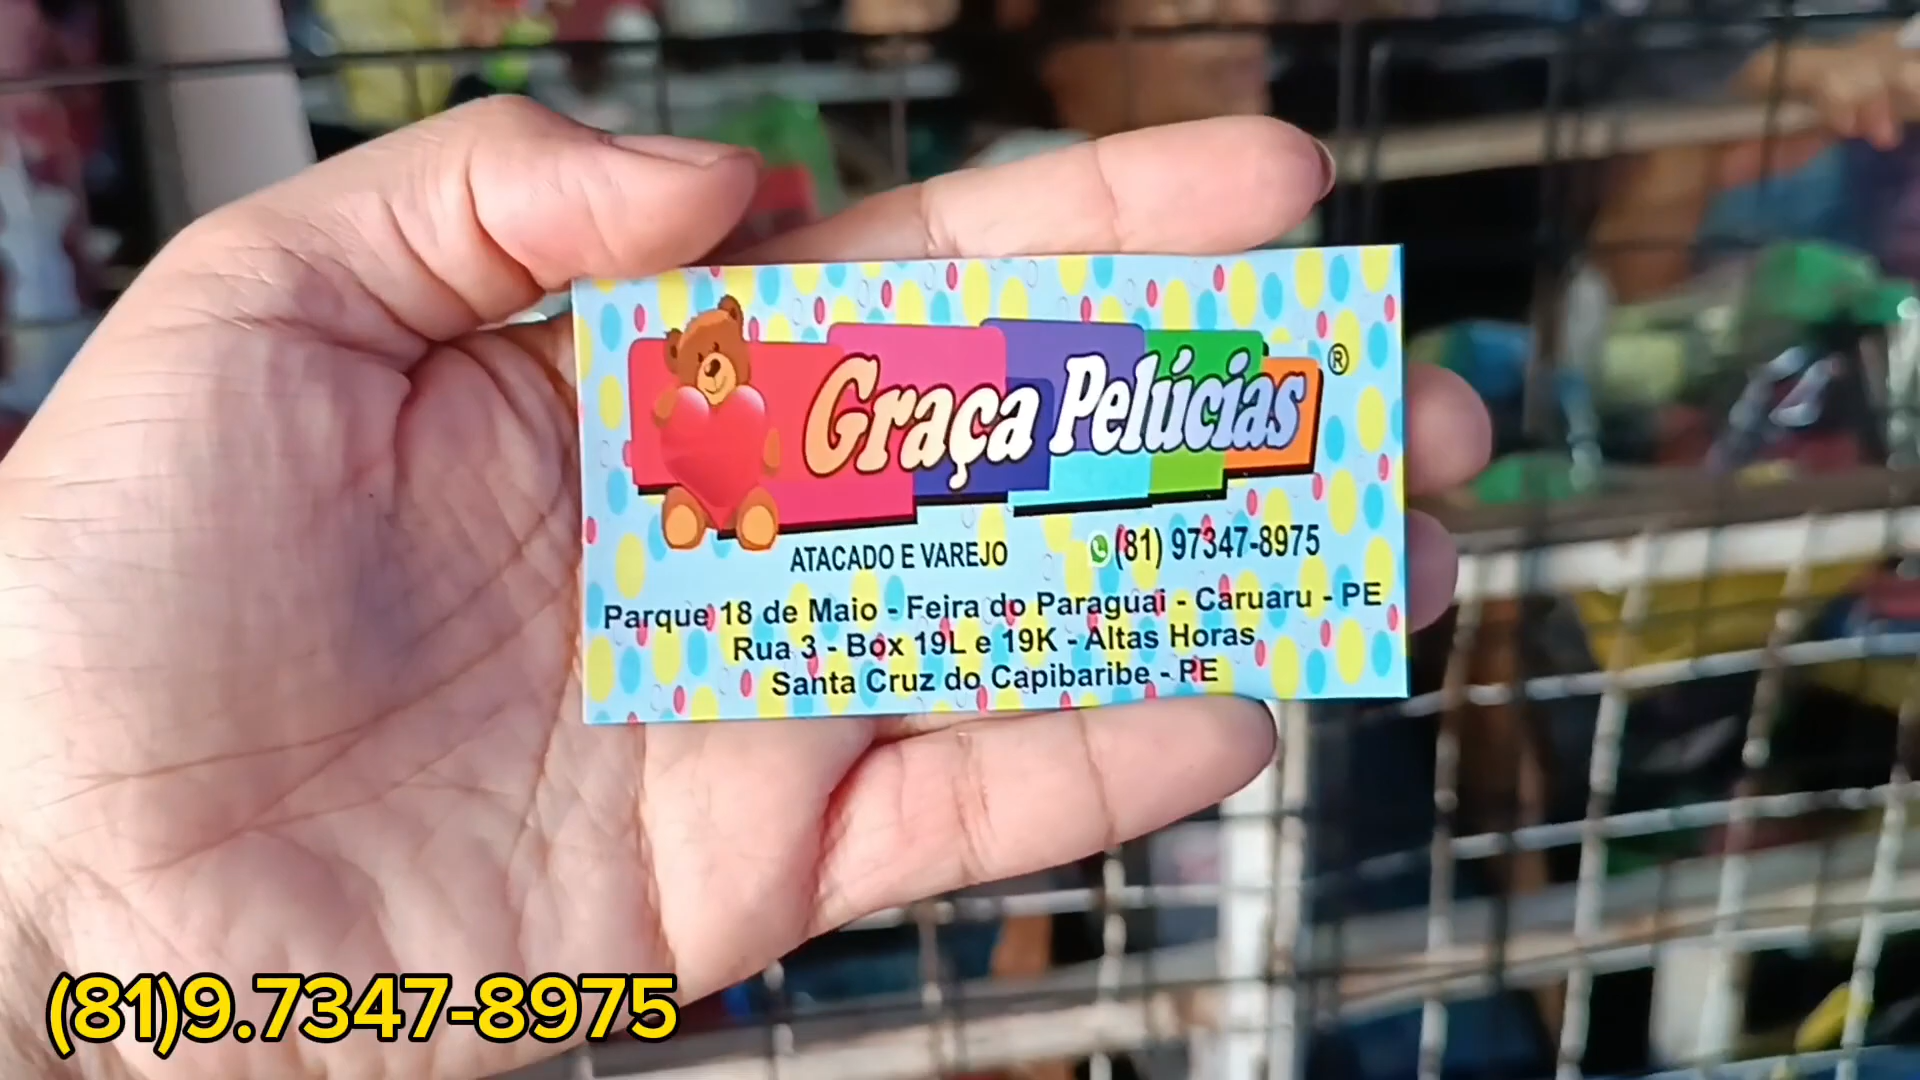 Graça Pelúcias ®
ATACADO E VAREJO (81) 97347-8975
Parque 18 de Maio - Feira do Paraguai - Caruaru - PE
Rua 3 - Box 19L e 19K - Altas Horas
Santa Cruz do Capibaribe - PE
(81)9.7347-8975